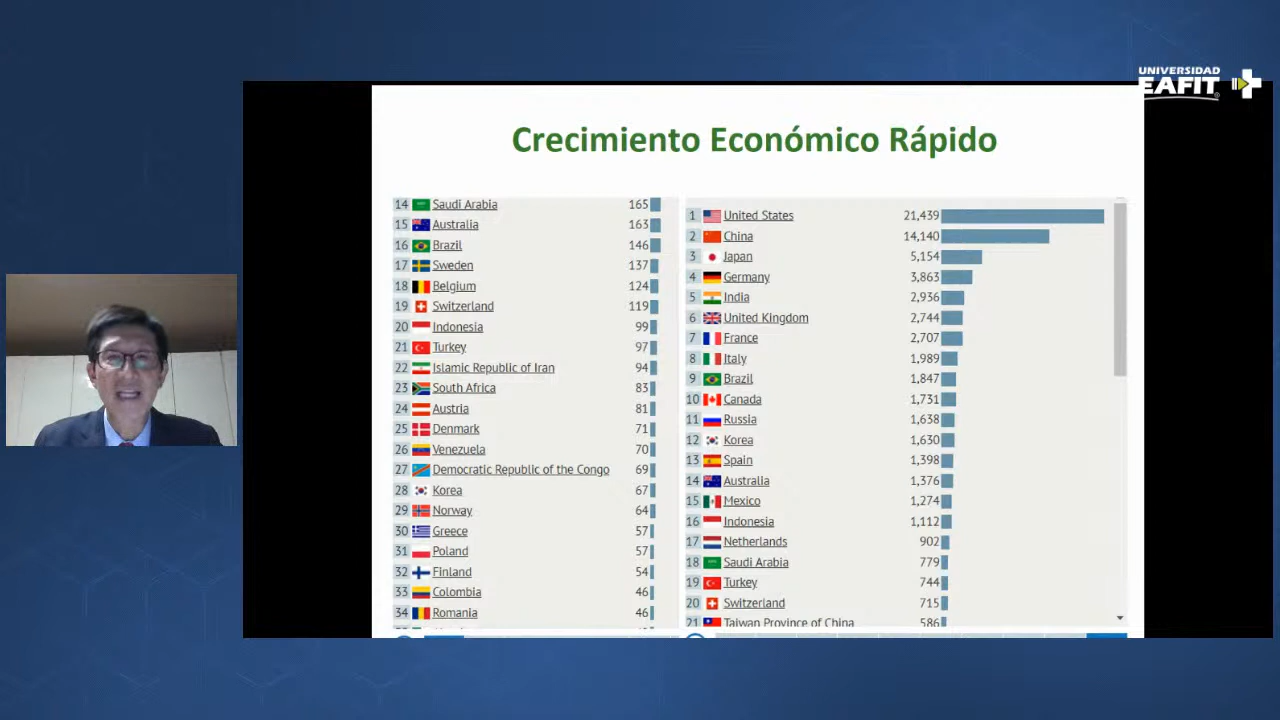 UNIVERSIDAD
EAFIT
Crecimiento Económico Rápido
14 Saudi Arabia 165
15 Australia 163
16 Brazil 146
17 Sweden 137
18 Belgium 124
19 Switzerland 119
20 Indonesia 99
21 Turkey 97
22 Islamic Republic of Iran 94
23 South Africa 83
24 Austria 81
25 Denmark 71
26 Venezuela 70
27 Democratic Republic of the Congo 69
28 Korea 67
29 Norway 64
30 Greece 57
31 Poland 57
32 Finland 54
33 Colombia 46
34 Romania 46
1 United States 21,439
2 China 14,140
3 Japan 5,154
4 Germany 3,863
5 India 2,936
6 United Kingdom 2,744
7 France 2,707
8 Italy 1,989
9 Brazil 1,847
10 Canada 1,731
11 Russia 1,638
12 Korea 1,630
13 Spain 1,398
14 Australia 1,376
15 Mexico 1,274
16 Indonesia 1,112
17 Netherlands 902
18 Saudi Arabia 779
19 Turkey 744
20 Switzerland 715
21 Taiwan Province of China 586